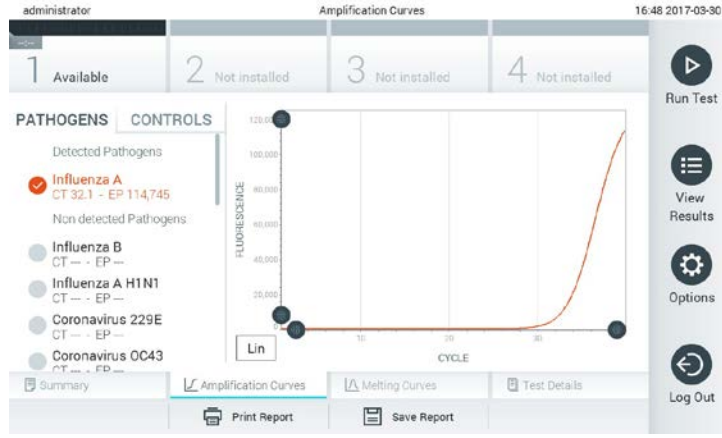 administrator
Amplification Curves
16:48 2017-03-30
1 Available
2 Not installed
3 Not installed
4 Not installed
Run Test
View
Results
Options
Log Out
PATHOGENS
CONTROLS
Detected Pathogens
Influenza A
CT 32.1 - EP 114,745
Non detected Pathogens
Influenza B
CT --- - EP ---
Influenza A H1N1
CT --- - EP ---
Coronavirus 229E
CT --- - EP ---
Coronavirus OC43
CT --- - EP ---
FLUORESCENCE
120,000
100,000
80,000
60,000
40,000
20,000
0
10
20
30
CYCLE
Lin
Summary
Amplification Curves
Melting Curves
Test Details
Print Report
Save Report